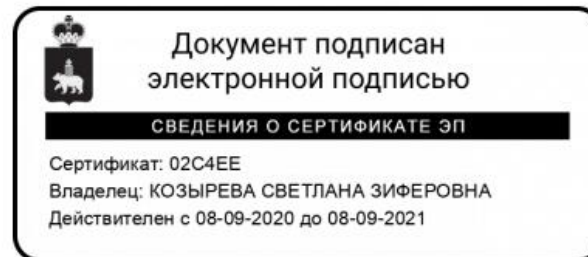 Документ подписан
электронной подписью
СВЕДЕНИЯ О СЕРТИФИКАТЕ ЭП
Сертификат: 02C4EE
Владелец: КОЗЫРЕВА СВЕТЛАНА ЗИФЕРОВНА
Действителен с 08-09-2020 до 08-09-2021